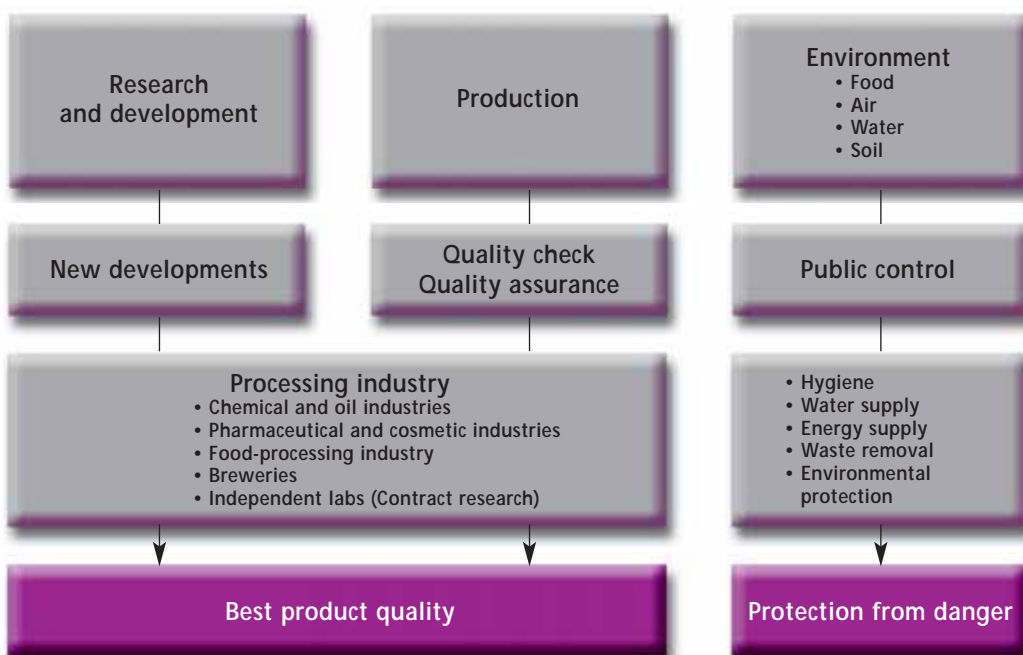 Research
and development
Production
Environment
• Food
• Air
• Water
• Soil
New developments
Quality check
Quality assurance
Public control
Processing industry
• Chemical and oil industries
• Pharmaceutical and cosmetic industries
• Food-processing industry
• Breweries
• Independent labs (Contract research)
• Hygiene
• Water supply
• Energy supply
• Waste removal
• Environmental
protection
Best product quality
Protection from danger